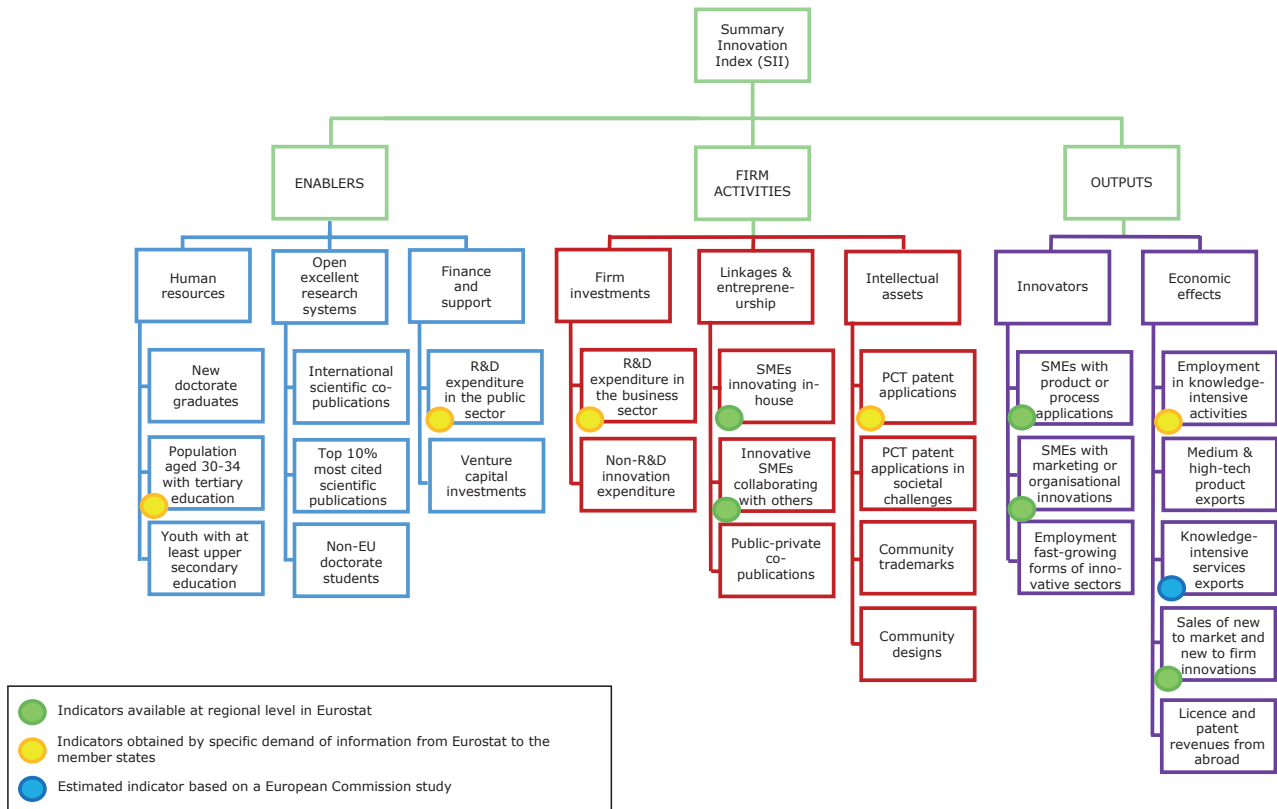 Summary
Innovation
Index (SII)
ENABLERS
FIRM
ACTIVITIES
OUTPUTS
Human
resources
Open
excellent
research
systems
Finance
and
support
Firm
investments
Linkages &
entreprene-
urship
Intellectual
assets
Innovators
Economic
effects
New
doctorate
graduates
Population
aged 30-34
with tertiary
education
Youth with at
least upper
secondary
education
International
scientific co-
publications
Top 10%
most cited
scientific
publications
Non-EU
doctorate
students
R&D
expenditure
in the public
sector
Venture
capital
investments
R&D
expenditure in
the business
sector
Non-R&D
innovation
expenditure
SMEs
innovating in-
house
Innovative
SMEs
collaborating
with others
Public-private
co-
publications
PCT patent
applications
PCT patent
applications in
societal
challenges
Community
trademarks
Community
designs
SMEs with
product or
process
applications
SMEs with
marketing or
organisational
innovations
Employment
fast-growing
forms of inno-
vative sectors
Employment
in knowledge-
intensive
activities
Medium &
high-tech
product
exports
Knowledge-
intensive
services
exports
Sales of new
to market and
new to firm
innovations
Licence and
patent
revenues from
abroad
Indicators available at regional level in Eurostat
Indicators obtained by specific demand of information from Eurostat to the
member states
Estimated indicator based on a European Commission study